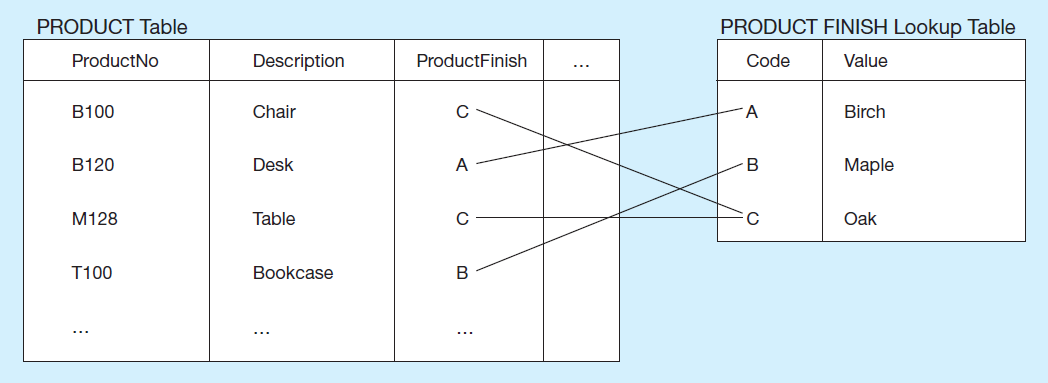 PRODUCT Table
ProductNo Description ProductFinish ...
B100 Chair C
B120 Desk A
M128 Table C
T100 Bookcase B
... ... ...
PRODUCT FINISH Lookup Table
Code Value
A Birch
B Maple
C Oak